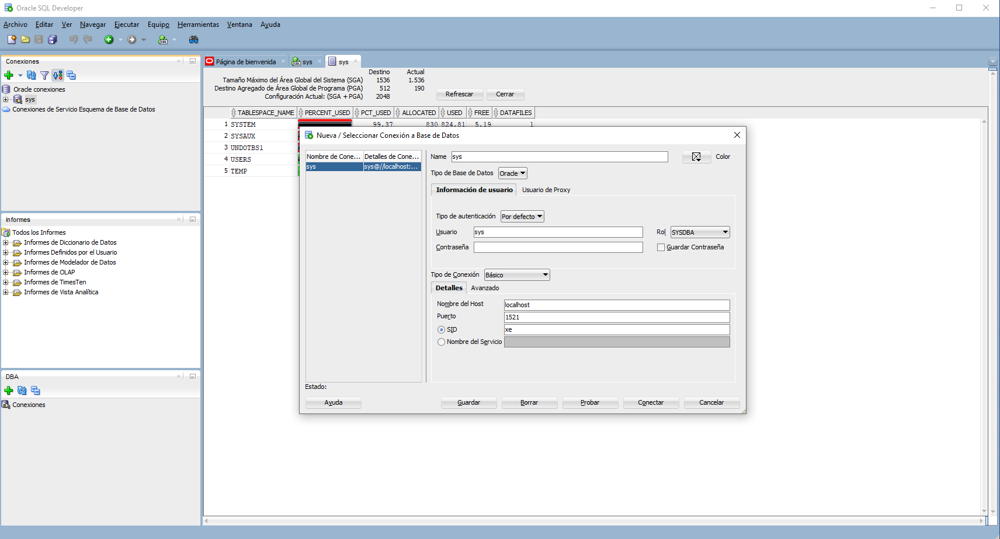 Oracle SQL Developer
Archivo Editar Ver Navegar Ejecutar Equipo Herramientas Ventana Ayuda
Conexiones
Oracle conexiones
sys
Conexiones de Servicio Esquema de Base de Datos
Informes
Todos los Informes
Informes de Diccionario de Datos
Informes Definidos por el Usuario
Informes de Modelador de Datos
Informes de OLAP
Informes de TimesTen
Informes de Vista Analítica
DBA
Conexiones
Página de bienvenida sys sys
Destino Actual
Tamaño Máximo del Área Global del Sistema (SGA) 1536 1.536
Destino Agregado de Área Global de Programa (PGA) 512 190
Configuración Actual: (SGA +PGA) 2048
Refrescar Cerrar
TABLESPACE_NAME PERCENT_USED PCT_USED ALLOCATED USED FREE DATAFILES
1 SYSTEM 99.37 830 824.81 5.19 1
2 SYSAUX
3 UNDOTBS1
4 USERS
5 TEMP
Nueva / Seleccionar Conexión a Base de Datos
Nombre de Cone... Detalles de Cone...
sys sys@//localhost:...
Name sys Color
Tipo de Base de Datos Oracle
Información de usuario Usuario de Proxy
Tipo de autenticación Por defecto
Usuario sys Rol SYSDBA
Contraseña Guardar Contraseña
Tipo de Conexión Básico
Detalles Avanzado
Nombre del Host localhost
Puerto 1521
SID xe
Nombre del Servicio
Estado:
Ayuda Guardar Borrar Probar Conectar Cancelar